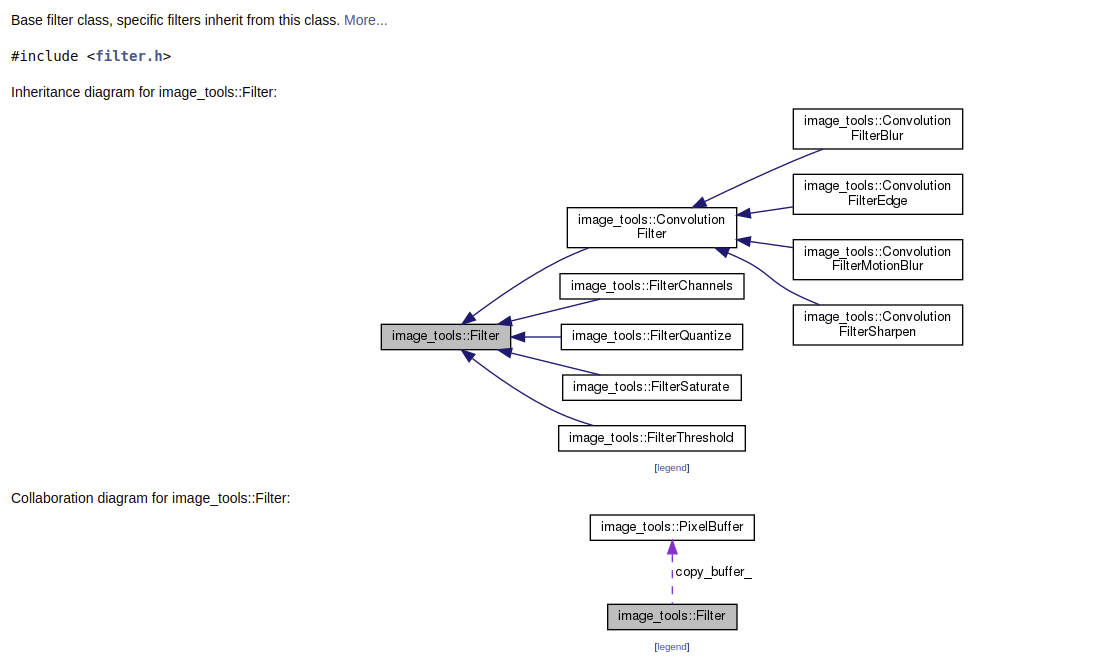 Base filter class, specific filters inherit from this class. More...
#include <filter.h>
Inheritance diagram for image_tools::Filter:
image_tools::Convolution
FilterBlur
image_tools::Convolution
FilterEdge
image_tools::Convolution
Filter
image_tools::Convolution
FilterMotionBlur
image_tools::FilterChannels
image_tools::Convolution
FilterSharpen
image_tools::Filter
image_tools::FilterQuantize
image_tools::FilterSaturate
image_tools::FilterThreshold
[legend]
Collaboration diagram for image_tools::Filter:
image_tools::PixelBuffer
copy_buffer_
image_tools::Filter
[legend]